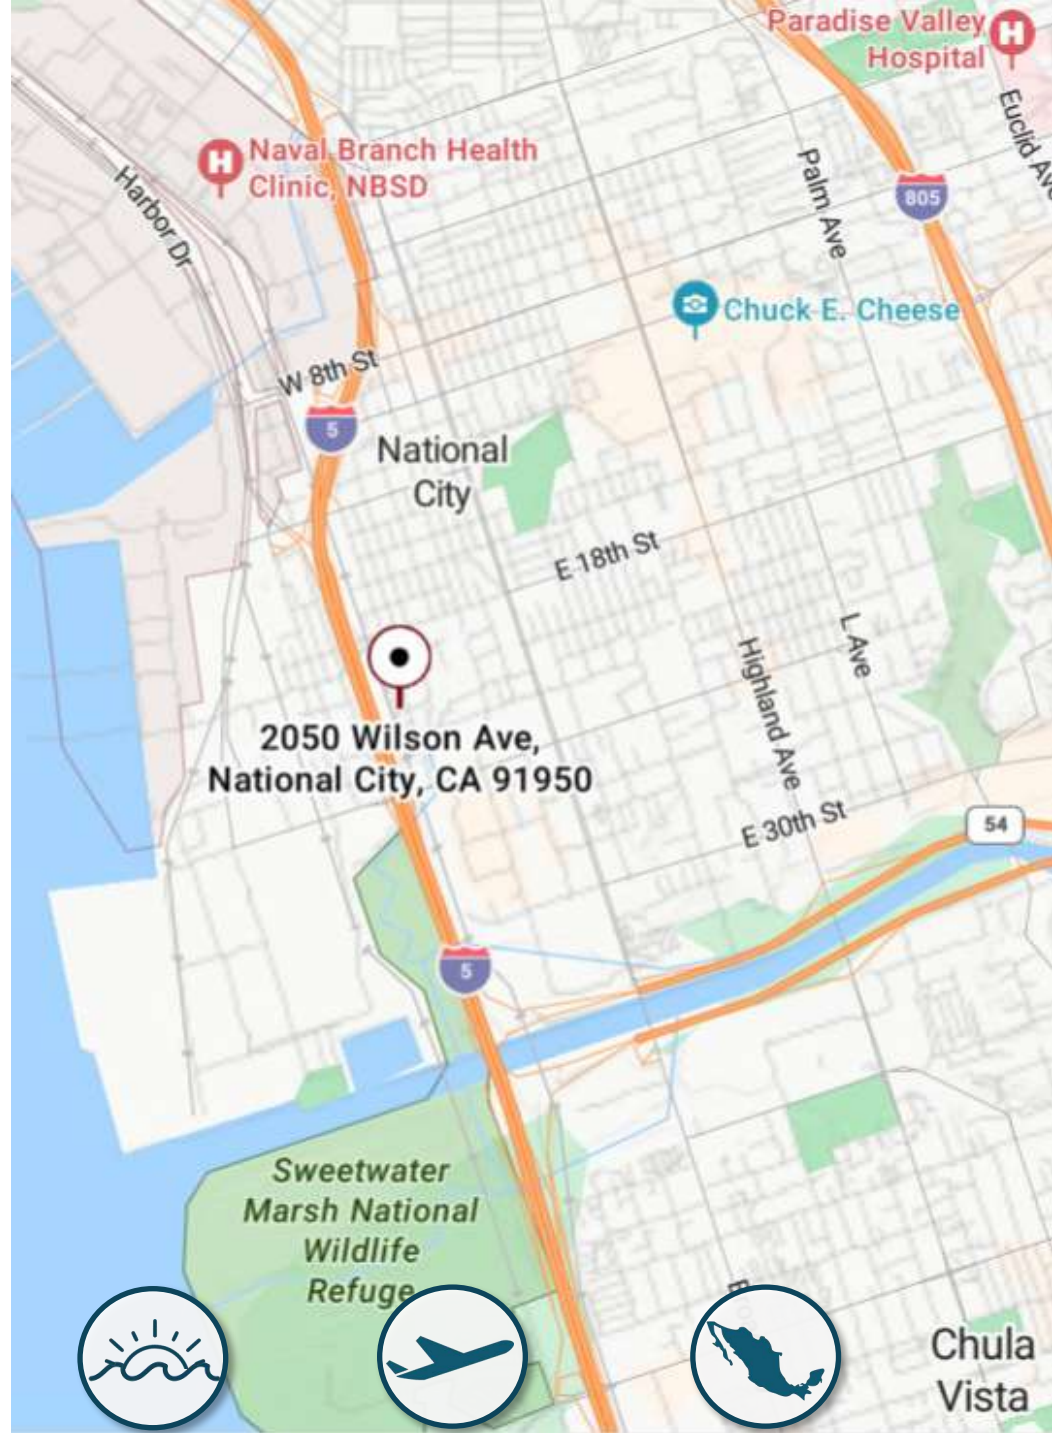 Paradise Valley
Hospital
Euclid Av
Naval Branch Health
Clinic, NBSD
Harbor Dr
Palm Ave
805
Chuck E. Cheese
W 8th St
5
National
City
E 18th St
L Ave
Highland Ave
2050 Wilson Ave,
National City, CA 91950
E 30th St
54
5
Sweetwater
Marsh National
Wildlife
Refuge
Chula
Vista